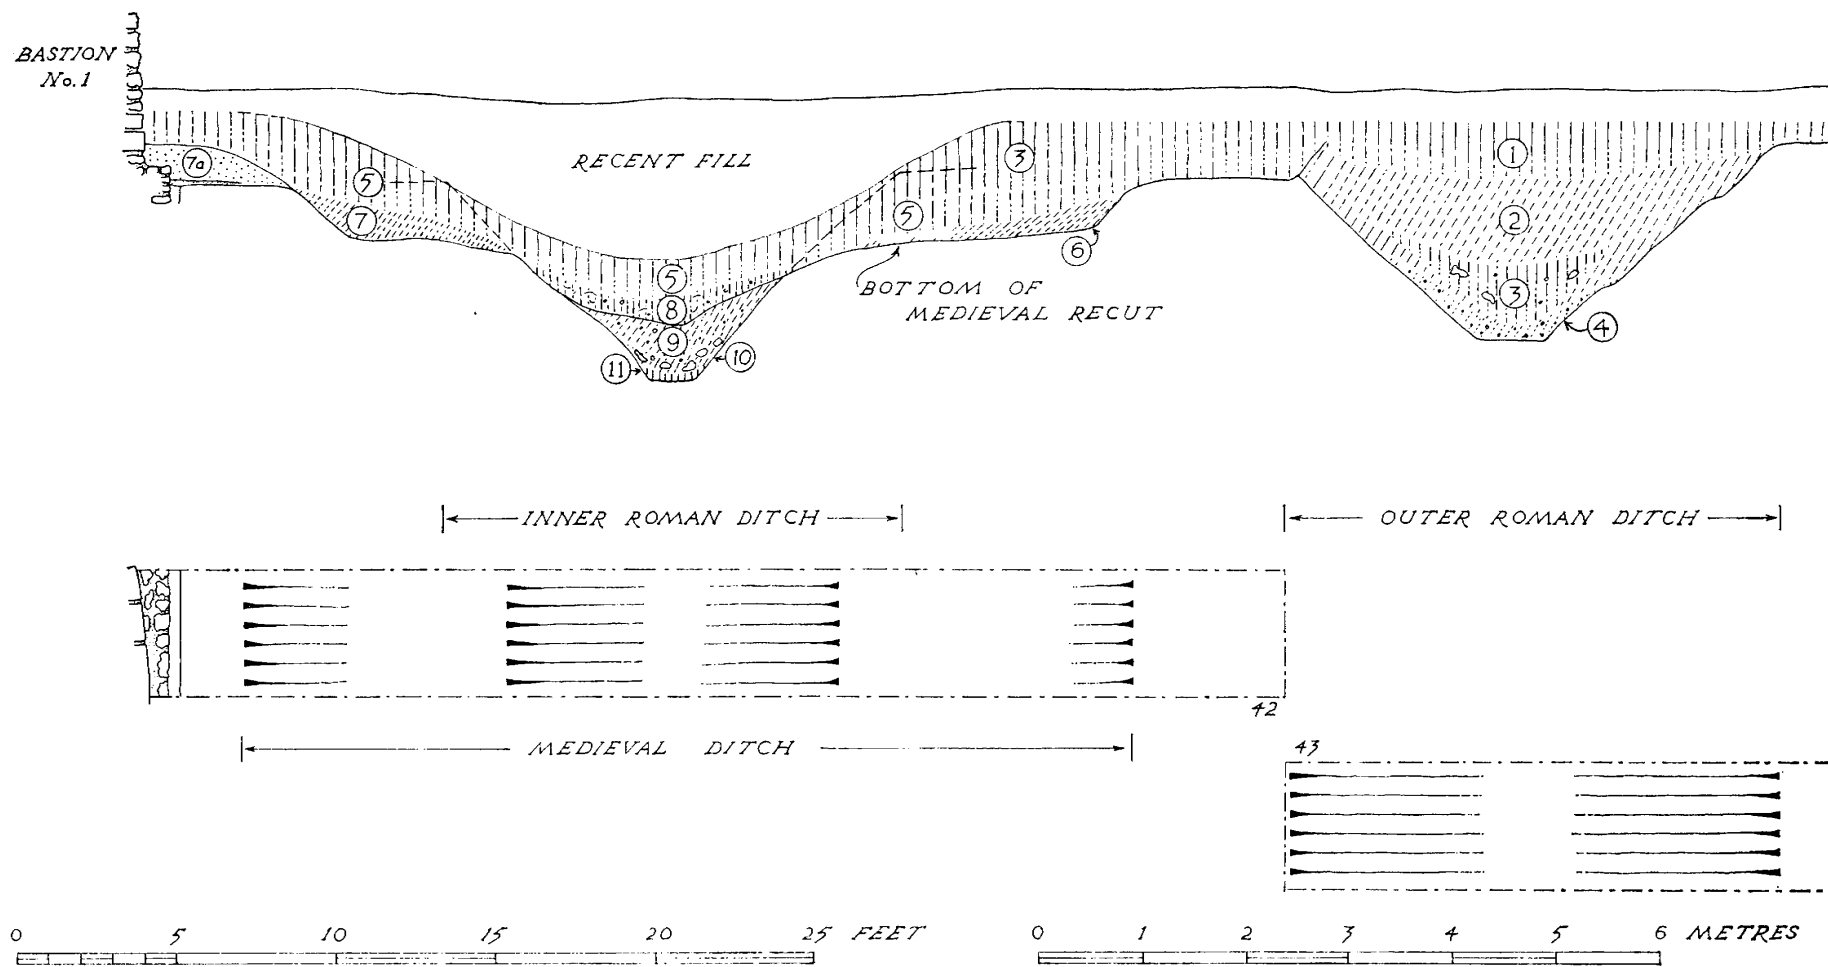 BASTION
No. 1
RECENT FILL
7a
5
7
3
5
6
5
8
9
10
11
BOTTOM OF
MEDIEVAL RECUT
1
2
3
4
INNER ROMAN DITCH
OUTER ROMAN DITCH
42
MEDIEVAL DITCH
43
0 5 10 15 20 25 FEET
0 1 2 3 4 5 6 METRES